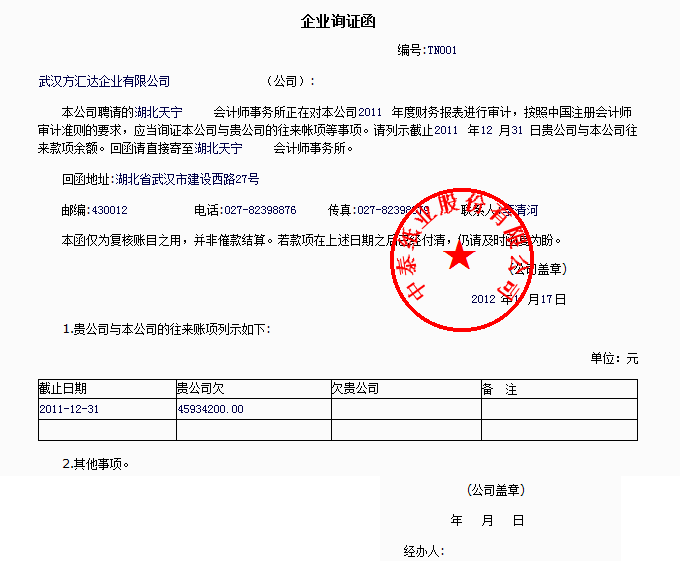 企业询证函
编号:TN001
武汉方汇达企业有限公司 (公司):
本公司聘请的湖北天宁 会计师事务所正在对本公司2011 年度财务报表进行审计，按照中国注册会计师
审计准则的要求，应当询证本公司与贵公司的往来帐项等事项。请列示截止2011 年12 月31 日贵公司与本公司往
来款项余额。回函请直接寄至湖北天宁 会计师事务所。
回函地址:湖北省武汉市建设西路27号
邮编:430012 电话:027-82398876 传真:027-82398 联系人 清河
本函仅为复核账目之用，并非催款结算。若款项在上述日期之后已经付清，仍请及时 为盼。
(公司盖章)
2012 年1 月17日
中泰纸业股份有限公司
1.贵公司与本公司的往来账项列示如下:
单位: 元
截止日期 贵公司欠 欠贵公司 备 注
2011-12-31 45934200.00
2.其他事项。
(公司盖章)
年 月 日
经办人: